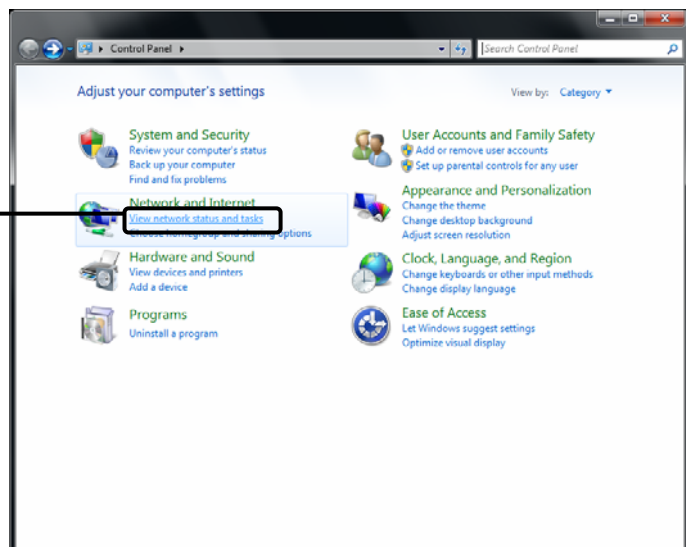 Control Panel
Search Control Panel
Adjust your computer's settings
View by: Category
System and Security
Review your computer's status
Back up your computer
Find and fix problems
Network and Internet
View network status and tasks
Choose homegroup and sharing options
Hardware and Sound
View devices and printers
Add a device
Programs
Uninstall a program
User Accounts and Family Safety
Add or remove user accounts
Set up parental controls for any user
Appearance and Personalization
Change the theme
Change desktop background
Adjust screen resolution
Clock, Language, and Region
Change keyboards or other input methods
Change display language
Ease of Access
Let Windows suggest settings
Optimize visual display